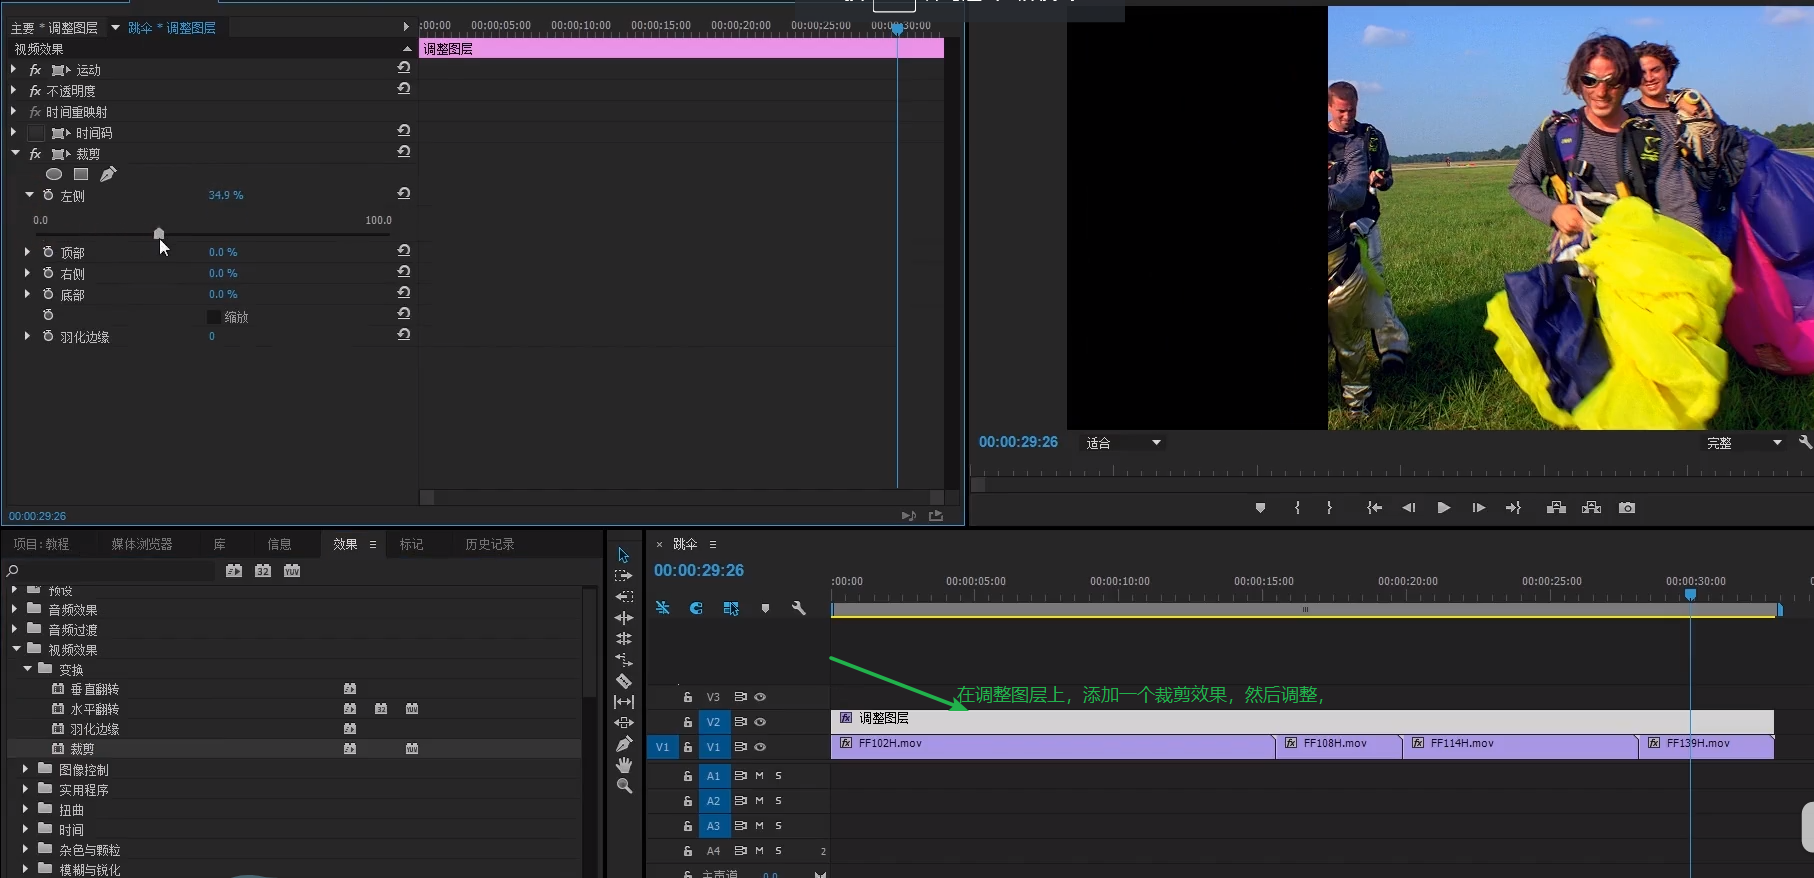 主要 * 调整图层
跳伞 * 调整图层
:00:00
00:00:05:00
00:00:10:00
00:00:15:00
00:00:20:00
00:00:25:00
00:00:30:00
视频效果
调整图层
fx 运动
fx 不透明度
fx 时间重映射
时间码
fx 裁剪
左侧 34.9 %
0.0 100.0
顶部 0.0 %
右侧 0.0 %
底部 0.0 %
缩放
羽化边缘 0
00:00:29:26
00:00:29:26
适合
完整
项目: 教程
媒体浏览器
库
信息
效果
标记
历史记录
32
YUV
预设
音频效果
音频过渡
视频效果
变换
垂直翻转
水平翻转 32 YUV
羽化边缘
裁剪 YUV
图像控制
实用程序
扭曲
时间
杂色与颗粒
模糊与锐化
× 跳伞
00:00:29:26
:00:00
00:00:05:00
00:00:10:00
00:00:15:00
00:00:20:00
00:00:25:00
00:00:30:00
在调整图层上，添加一个裁剪效果，然后调整，
V3
V2
fx 调整图层
V1 V1
fx FF102H.mov
fx FF108H.mov
fx FF114H.mov
fx FF139H.mov
A1 M S
A2 M S
A3 M S
A4 M S 2
主声道 0.0